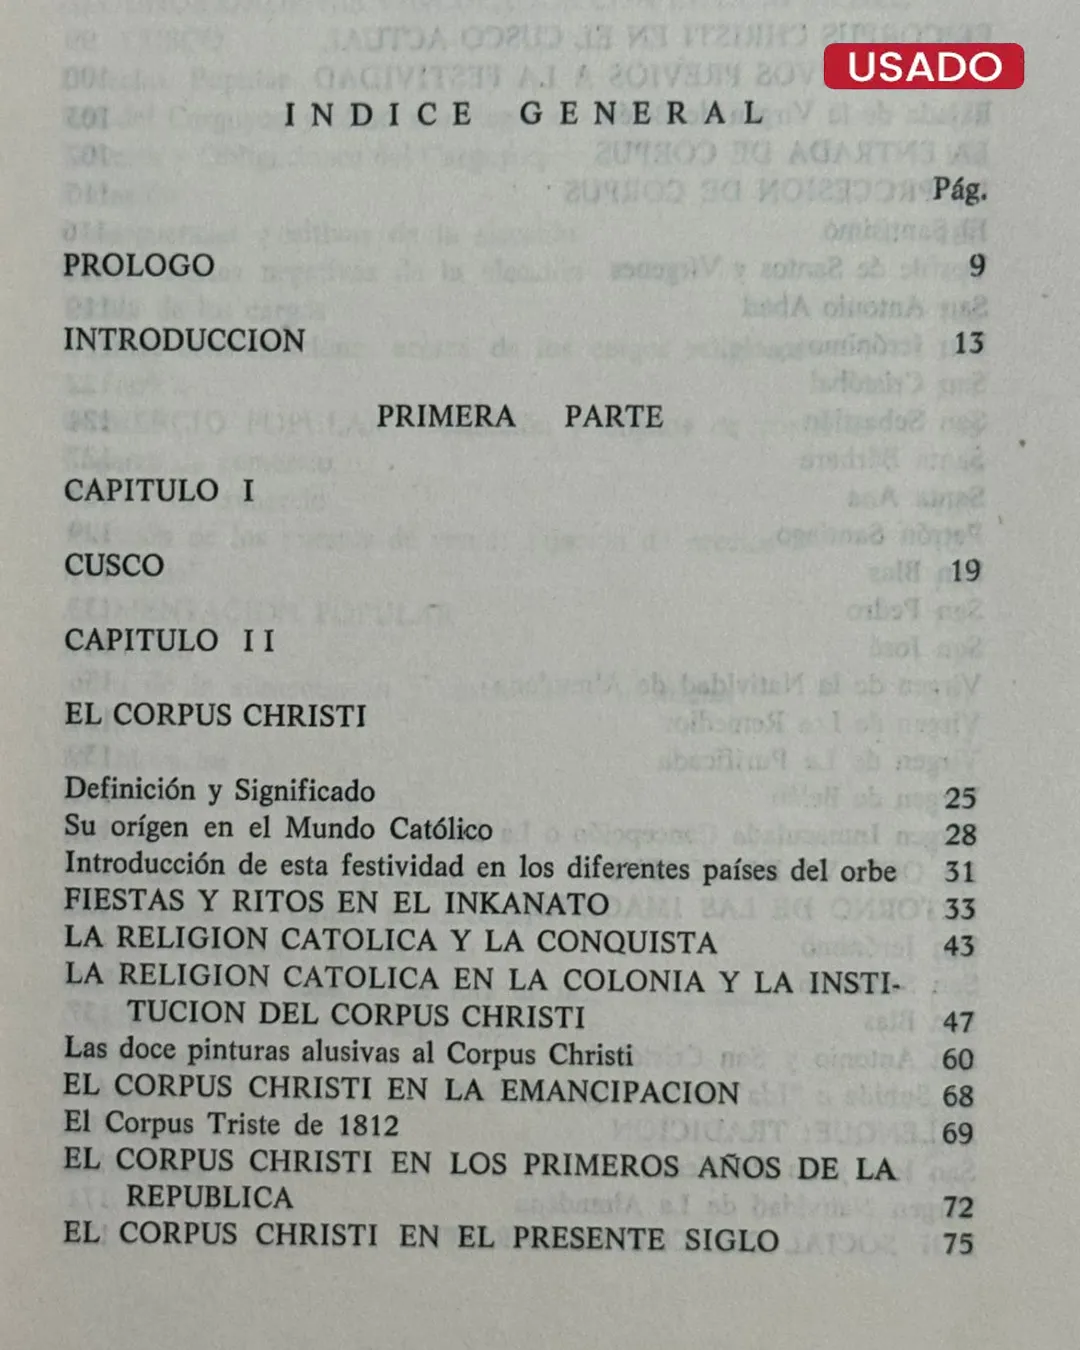 USADO
INDICE GENERAL
Pág.
PROLOGO 9
INTRODUCCION 13
PRIMERA PARTE
CAPITULO I
CUSCO 19
CAPITULO II
EL CORPUS CHRISTI
Definición y Significado 25
Su orígen en el Mundo Católico 28
Introducción de esta festividad en los diferentes países del orbe 31
FIESTAS Y RITOS EN EL INKANATO 33
LA RELIGION CATOLICA Y LA CONQUISTA 43
LA RELIGION CATOLICA EN LA COLONIA Y LA INSTI-
TUCION DEL CORPUS CHRISTI 47
Las doce pinturas alusivas al Corpus Christi 60
EL CORPUS CHRISTI EN LA EMANCIPACION 68
El Corpus Triste de 1812 69
EL CORPUS CHRISTI EN LOS PRIMEROS AÑOS DE LA
REPUBLICA 72
EL CORPUS CHRISTI EN EL PRESENTE SIGLO 75